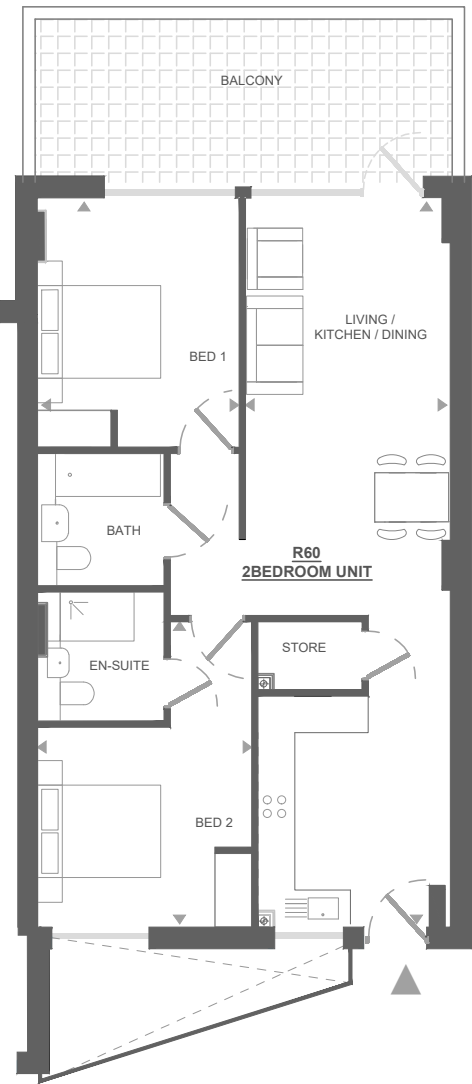 BALCONY
LIVING /
KITCHEN / DINING
BED 1
BATH
R60
2BEDROOM UNIT
STORE
EN-SUITE
BED 2